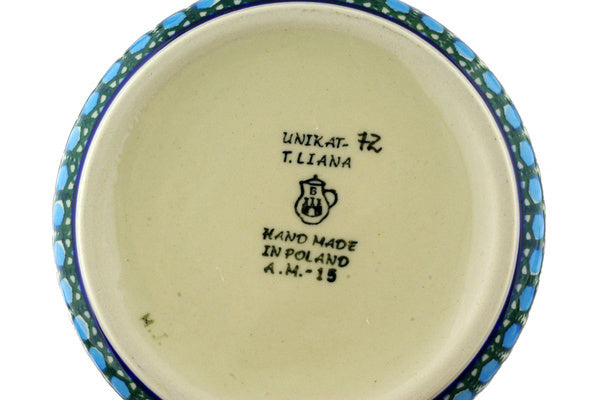 UNIKAT- 72
T.LIANA
B
HAND MADE
IN POLAND
A.M.-15